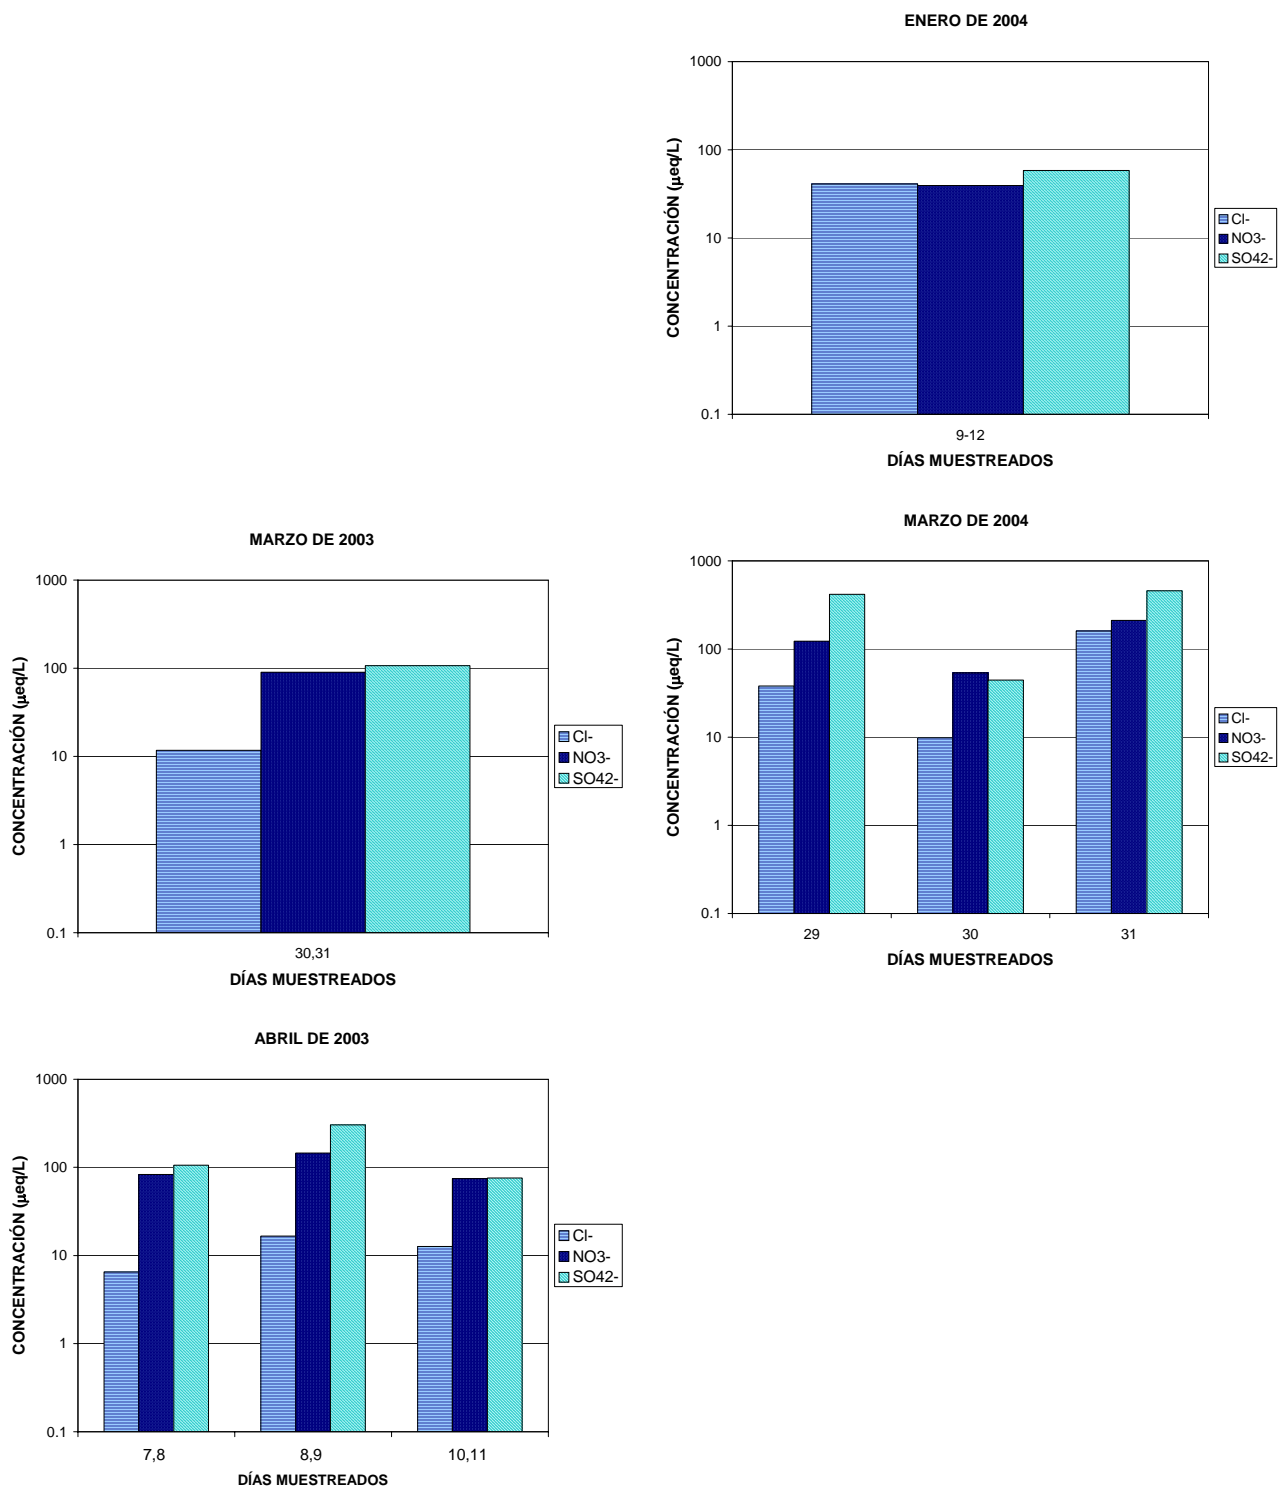 ENERO DE 2004
1000
100
10
1
0.1
CONCENTRACIÓN (µeq/L)
9-12
DÍAS MUESTREADOS
Cl-
NO3-
SO42-
MARZO DE 2003
1000
100
10
1
0.1
CONCENTRACIÓN (µeq/L)
30,31
DÍAS MUESTREADOS
Cl-
NO3-
SO42-
MARZO DE 2004
1000
100
10
1
0.1
CONCENTRACIÓN (µeq/L)
29 30 31
DÍAS MUESTREADOS
Cl-
NO3-
SO42-
ABRIL DE 2003
1000
100
10
1
0.1
CONCENTRACIÓN (µeq/L)
7,8 8,9 10,11
DÍAS MUESTREADOS
Cl-
NO3-
SO42-